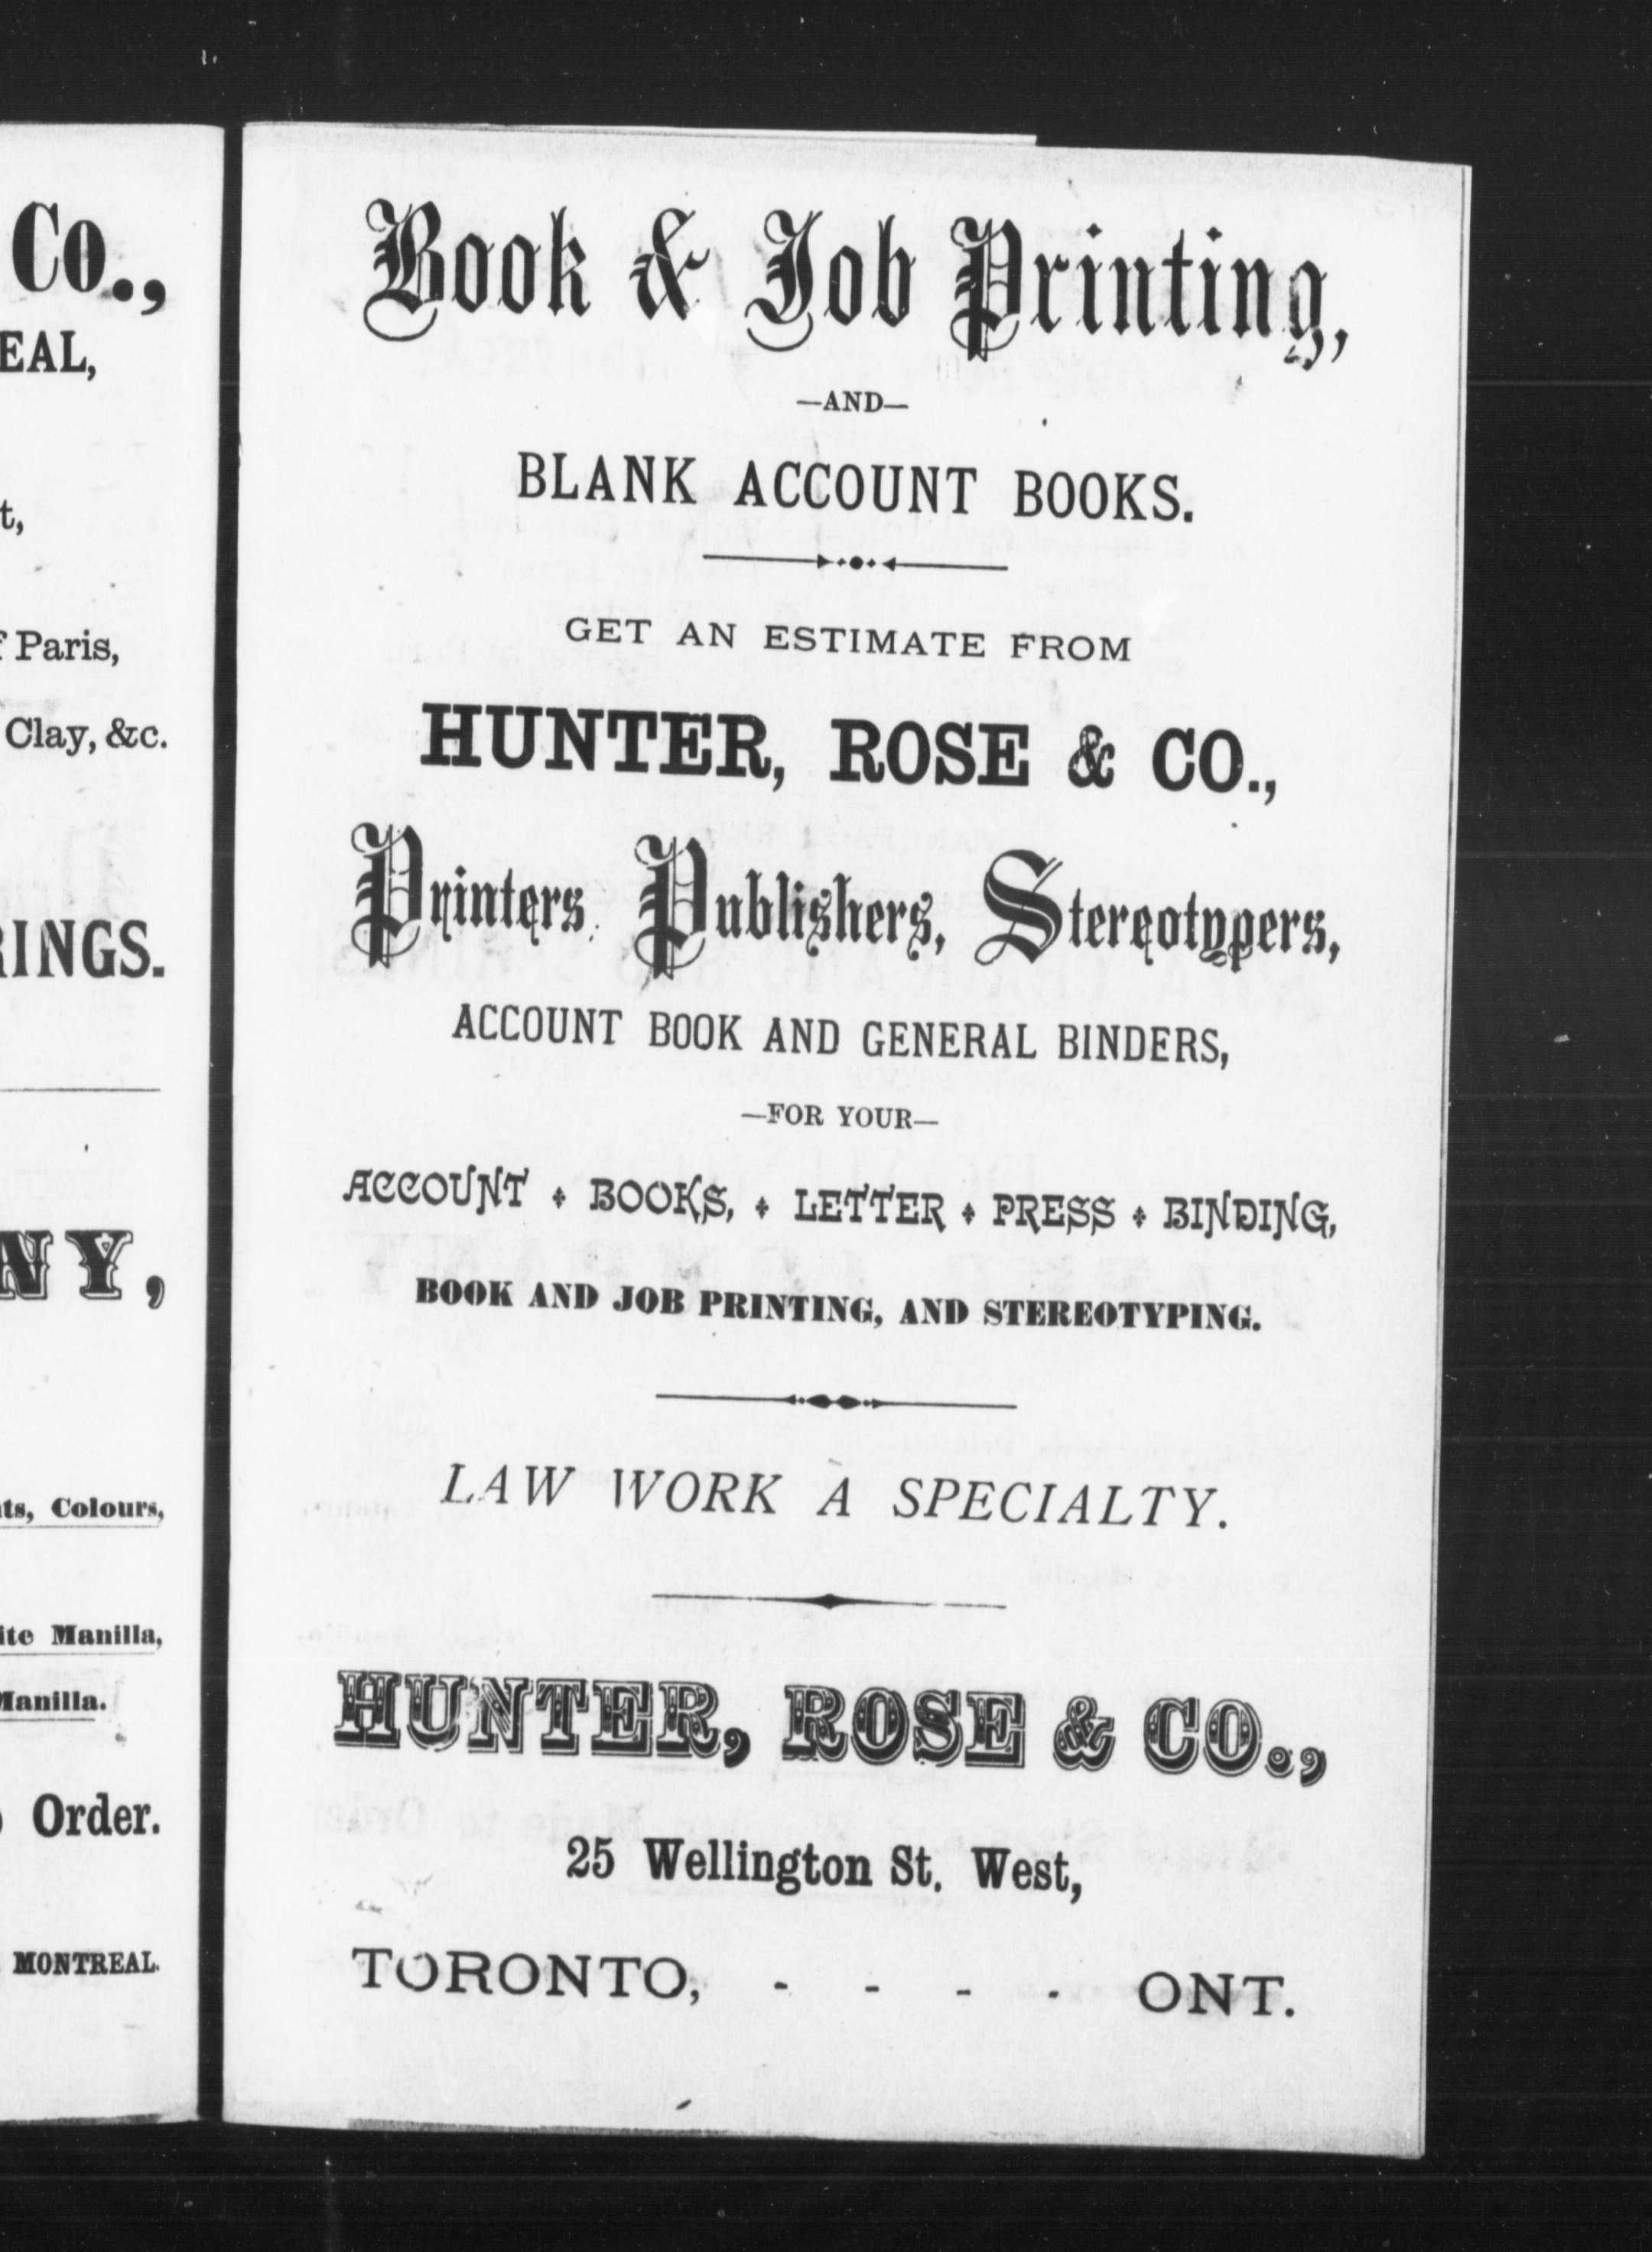 Co.,
EAL,
t,
f Paris,
Clay, &c.
RINGS.
NY,
ts, Colours,
ite Manilla,
Manilla.
Order.
MONTREAL.
Book & Job Printing,
—AND—
BLANK ACCOUNT BOOKS.
GET AN ESTIMATE FROM
HUNTER, ROSE & CO.,
Printers, Publishers, Stereotypers,
ACCOUNT BOOK AND GENERAL BINDERS,
—FOR YOUR—
ACCOUNT BOOKS, LETTER PRESS BINDING,
BOOK AND JOB PRINTING, AND STEREOTYPING.
LAW WORK A SPECIALTY.
HUNTER, ROSE & CO.,
25 Wellington St. West,
TORONTO, - - - - ONT.